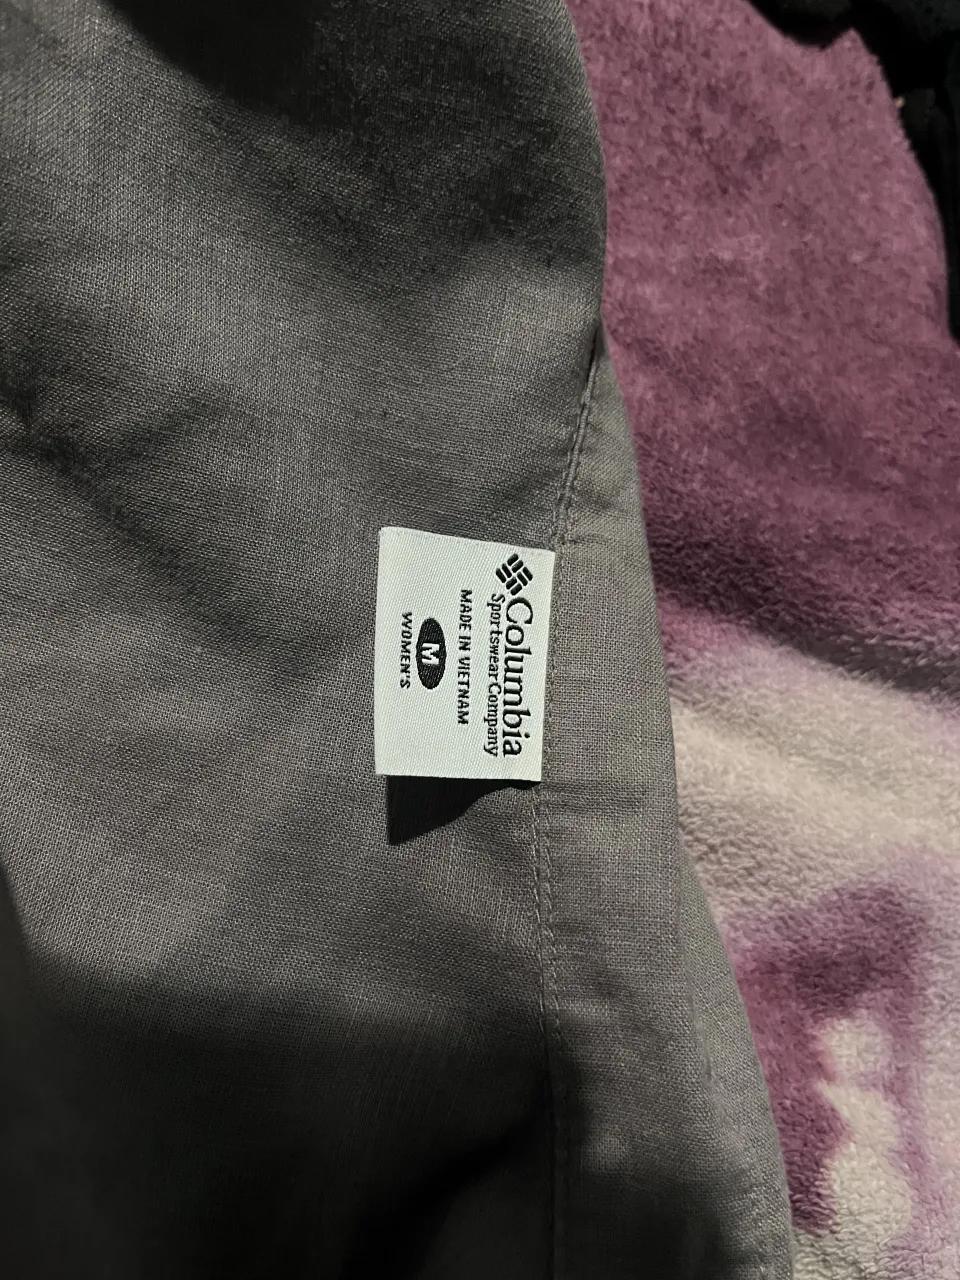 Columbia
Sportswear Company
MADE IN VIETNAM
M
WOMEN'S